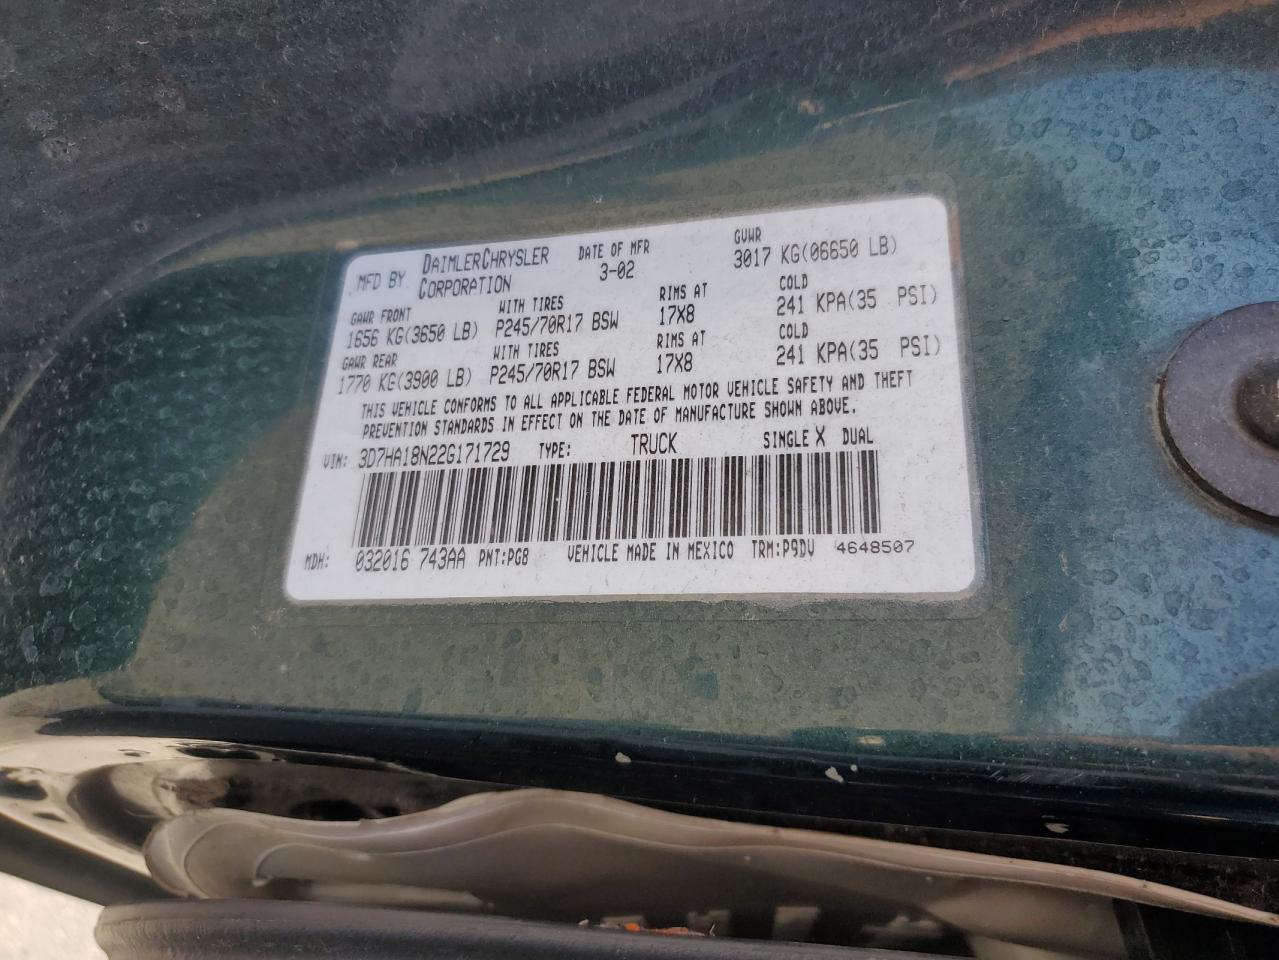 MFD BY DAIMLERCHRYSLER CORPORATION DATE OF MFR 3-02 GVWR 3017 KG(06650 LB)
GAWR FRONT WITH TIRES RIMS AT COLD
1656 KG(3650 LB) P245/70R17 BSW 17X8 241 KPA(35 PSI)
GAWR REAR WITH TIRES RIMS AT COLD
1770 KG(3900 LB) P245/70R17 BSW 17X8 241 KPA(35 PSI)
THIS VEHICLE CONFORMS TO ALL APPLICABLE FEDERAL MOTOR VEHICLE SAFETY AND THEFT
PREVENTION STANDARDS IN EFFECT ON THE DATE OF MANUFACTURE SHOWN ABOVE.
VIN: 3D7HA18N22G171729 TYPE: TRUCK SINGLE X DUAL
MDH: 032016 743AA PNT:PG8 VEHICLE MADE IN MEXICO TRM:P9DV 4648507